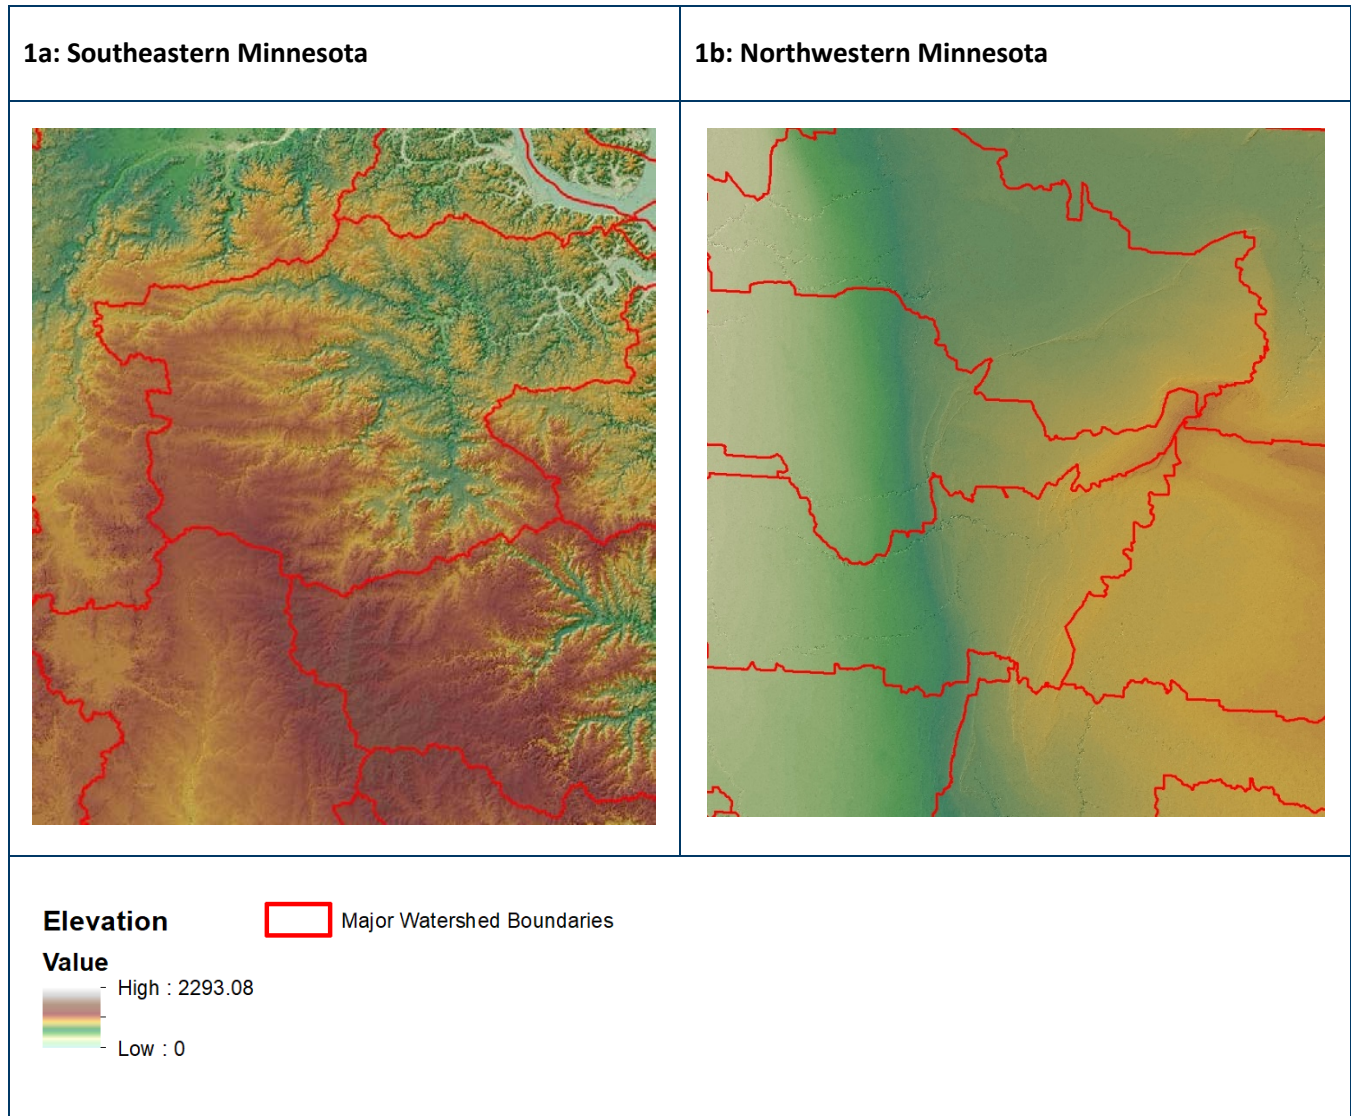 1a: Southeastern Minnesota
1b: Northwestern Minnesota
Elevation
Major Watershed Boundaries
Value
High : 2293.08
Low : 0